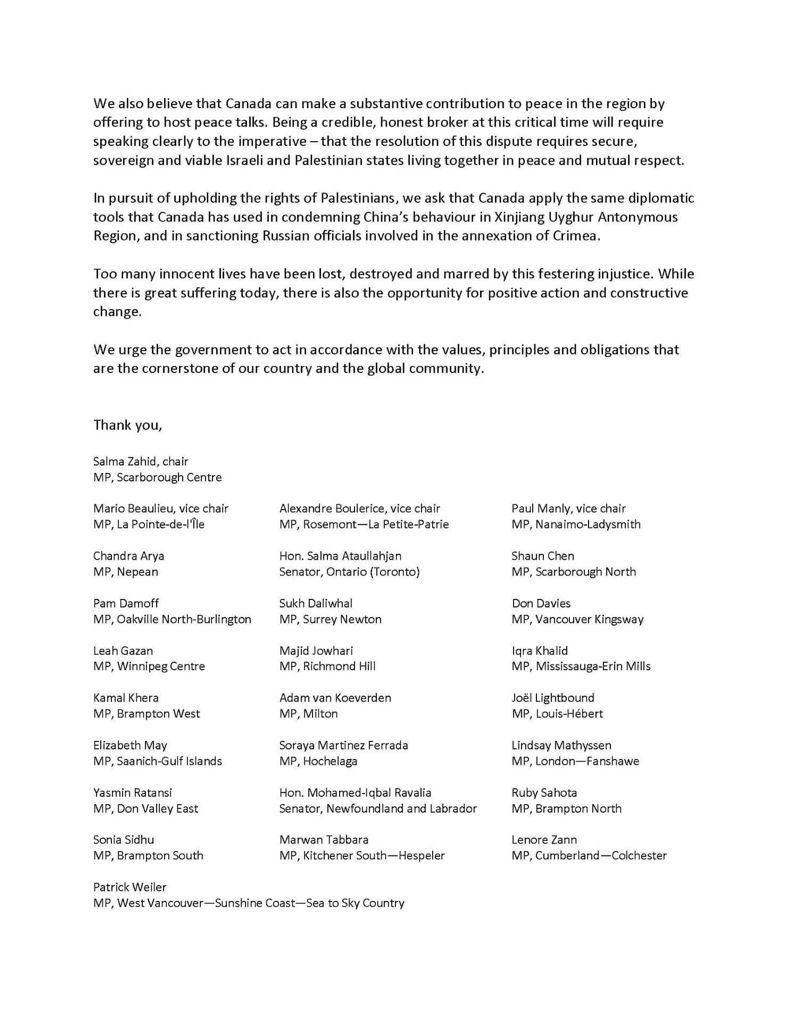 We also believe that Canada can make a substantive contribution to peace in the region by
offering to host peace talks. Being a credible, honest broker at this critical time will require
speaking clearly to the imperative – that the resolution of this dispute requires secure,
sovereign and viable Israeli and Palestinian states living together in peace and mutual respect.
In pursuit of upholding the rights of Palestinians, we ask that Canada apply the same diplomatic
tools that Canada has used in condemning China's behaviour in Xinjiang Uyghur Antonymous
Region, and in sanctioning Russian officials involved in the annexation of Crimea.
Too many innocent lives have been lost, destroyed and marred by this festering injustice. While
there is great suffering today, there is also the opportunity for positive action and constructive
change.
We urge the government to act in accordance with the values, principles and obligations that
are the cornerstone of our country and the global community.
Thank you,
Salma Zahid, chair
MP, Scarborough Centre
Mario Beaulieu, vice chair Alexandre Boulerice, vice chair Paul Manly, vice chair
MP, La Pointe-de-l'Île MP, Rosemont—La Petite-Patrie MP, Nanaimo-Ladysmith
Chandra Arya Hon. Salma Ataullahjan Shaun Chen
MP, Nepean Senator, Ontario (Toronto) MP, Scarborough North
Pam Damoff Sukh Daliwhal Don Davies
MP, Oakville North-Burlington MP, Surrey Newton MP, Vancouver Kingsway
Leah Gazan Majid Jowhari Iqra Khalid
MP, Winnipeg Centre MP, Richmond Hill MP, Mississauga-Erin Mills
Kamal Khera Adam van Koeverden Joël Lightbound
MP, Brampton West MP, Milton MP, Louis-Hébert
Elizabeth May Soraya Martinez Ferrada Lindsay Mathyssen
MP, Saanich-Gulf Islands MP, Hochelaga MP, London—Fanshawe
Yasmin Ratansi Hon. Mohamed-Iqbal Ravalia Ruby Sahota
MP, Don Valley East Senator, Newfoundland and Labrador MP, Brampton North
Sonia Sidhu Marwan Tabbara Lenore Zann
MP, Brampton South MP, Kitchener South—Hespeler MP, Cumberland—Colchester
Patrick Weiler
MP, West Vancouver—Sunshine Coast—Sea to Sky Country